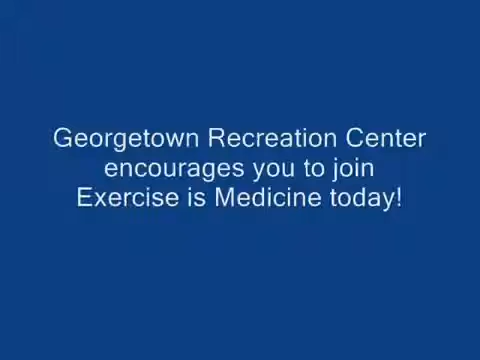 Georgetown Recreation Center
encourages you to join
Exercise is Medicine today!